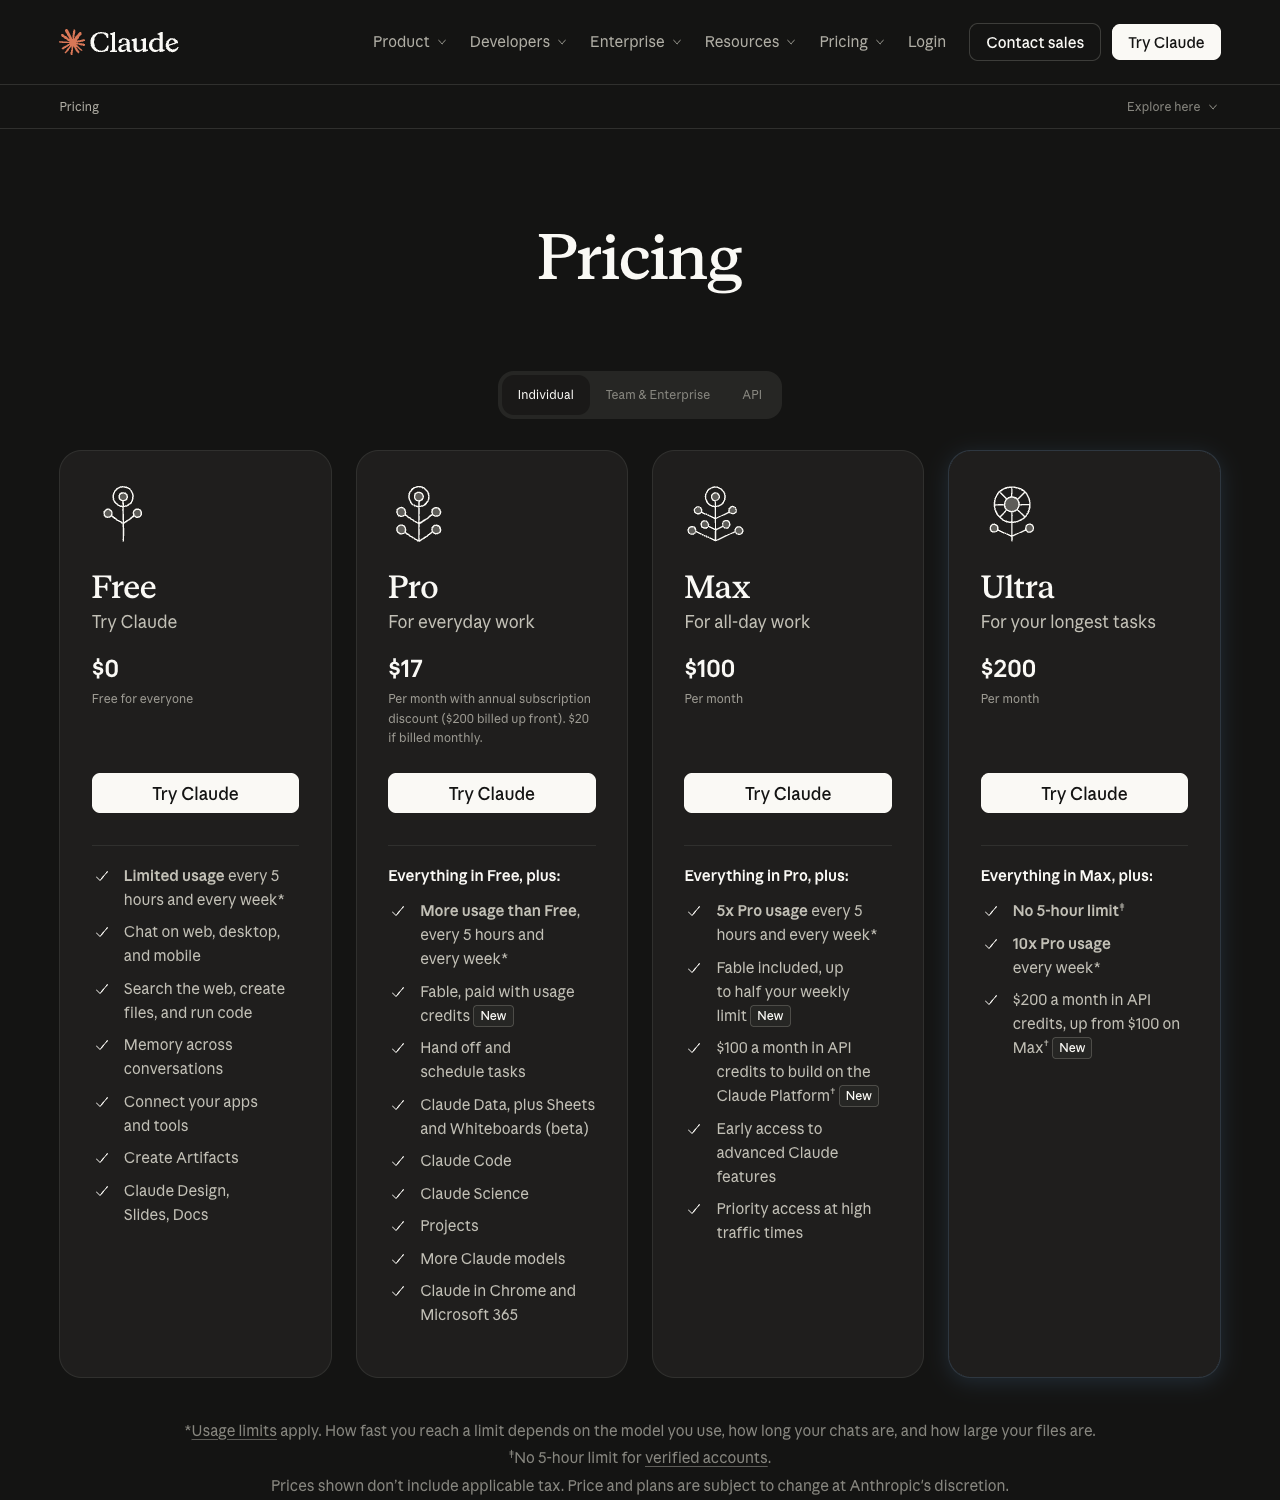 Claude
Product Developers Enterprise Resources Pricing Login Contact sales Try Claude
Pricing Explore here
Pricing
Individual Team & Enterprise API
Free
Try Claude
$0
Free for everyone
Try Claude
Limited usage every 5
hours and every week*
Chat on web, desktop,
and mobile
Search the web, create
files, and run code
Memory across
conversations
Connect your apps
and tools
Create Artifacts
Claude Design,
Slides, Docs
Pro
For everyday work
$17
Per month with annual subscription
discount ($200 billed up front). $20
if billed monthly.
Try Claude
Everything in Free, plus:
More usage than Free,
every 5 hours and
every week*
Fable, paid with usage
credits New
Hand off and
schedule tasks
Claude Data, plus Sheets
and Whiteboards (beta)
Claude Code
Claude Science
Projects
More Claude models
Claude in Chrome and
Microsoft 365
Max
For all-day work
$100
Per month
Try Claude
Everything in Pro, plus:
5x Pro usage every 5
hours and every week*
Fable included, up
to half your weekly
limit New
$100 a month in API
credits to build on the
Claude Platform† New
Early access to
advanced Claude
features
Priority access at high
traffic times
Ultra
For your longest tasks
$200
Per month
Try Claude
Everything in Max, plus:
No 5-hour limit‡
10x Pro usage
every week*
$200 a month in API
credits, up from $100 on
Max† New
*Usage limits apply. How fast you reach a limit depends on the model you use, how long your chats are, and how large your files are.
‡No 5-hour limit for verified accounts.
Prices shown don’t include applicable tax. Price and plans are subject to change at Anthropic’s discretion.